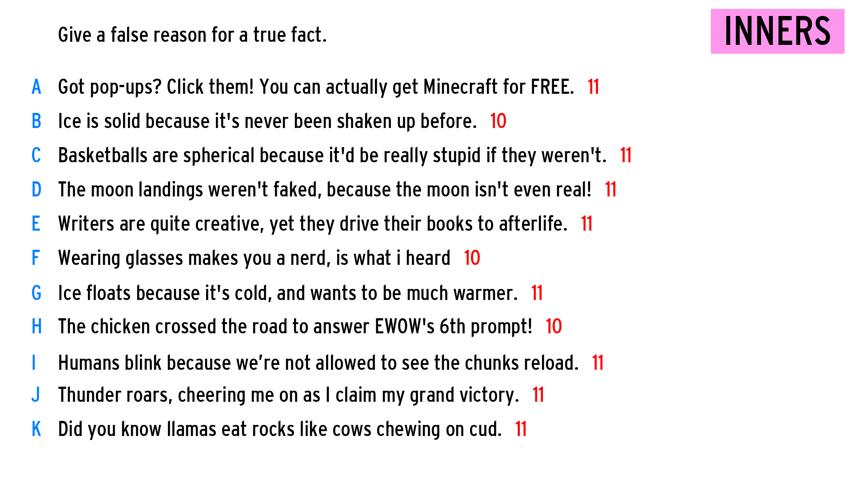 Give a false reason for a true fact.
INNERS
A Got pop-ups? Click them! You can actually get Minecraft for FREE. 11
B Ice is solid because it's never been shaken up before. 10
C Basketballs are spherical because it'd be really stupid if they weren't. 11
D The moon landings weren't faked, because the moon isn't even real! 11
E Writers are quite creative, yet they drive their books to afterlife. 11
F Wearing glasses makes you a nerd, is what i heard 10
G Ice floats because it's cold, and wants to be much warmer. 11
H The chicken crossed the road to answer EWOW's 6th prompt! 10
I Humans blink because we’re not allowed to see the chunks reload. 11
J Thunder roars, cheering me on as I claim my grand victory. 11
K Did you know llamas eat rocks like cows chewing on cud. 11